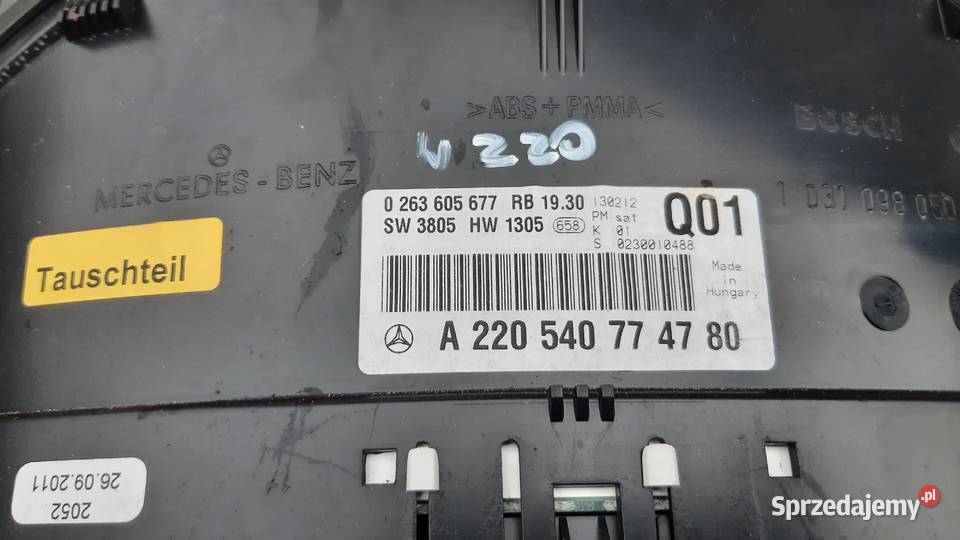 >ABS+PMMA<
W220
BOSCH
MERCEDES-BENZ
1 031 098 050
0 263 605 677 RB 19.30 130212
SW 3805 HW 1305 658 PM sat
K 01
S 0230010488
Q01
Made
in
Hungary
A 220 540 77 47 80
Tauschteil
2052
26.09.2011
Sprzedajemy.pl